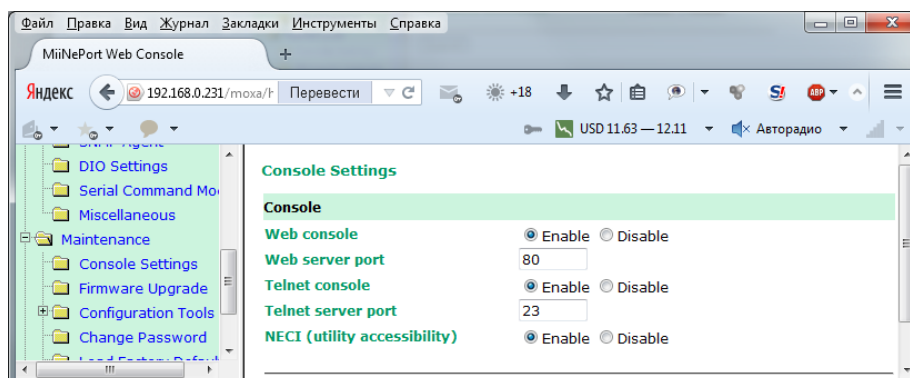 Файл Правка Вид Журнал Закладки Инструменты Справка
MiiNePort Web Console
Яндекс 192.168.0.231/moxa/h Перевести +18 S! ABP
USD 11.63 — 12.11 Авторадио
DIO Settings
Serial Command Mo
Miscellaneous
Maintenance
Console Settings
Firmware Upgrade
Configuration Tools
Change Password
Console Settings
Console
Web console Enable Disable
Web server port 80
Telnet console Enable Disable
Telnet server port 23
NECI (utility accessibility) Enable Disable